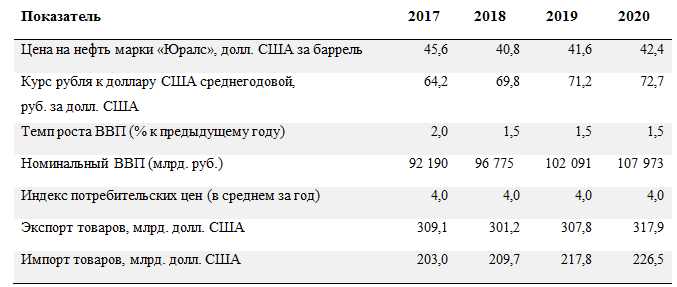 Показатель 2017 2018 2019 2020
Цена на нефть марки «Юралс», долл. США за баррель 45,6 40,8 41,6 42,4
Курс рубля к доллару США среднегодовой, 64,2 69,8 71,2 72,7
руб. за долл. США
Темп роста ВВП (% к предыдущему году) 2,0 1,5 1,5 1,5
Номинальный ВВП (млрд. руб.) 92 190 96 775 102 091 107 973
Индекс потребительских цен (в среднем за год) 4,0 4,0 4,0 4,0
Экспорт товаров, млрд. долл. США 309,1 301,2 307,8 317,9
Импорт товаров, млрд. долл. США 203,0 209,7 217,8 226,5